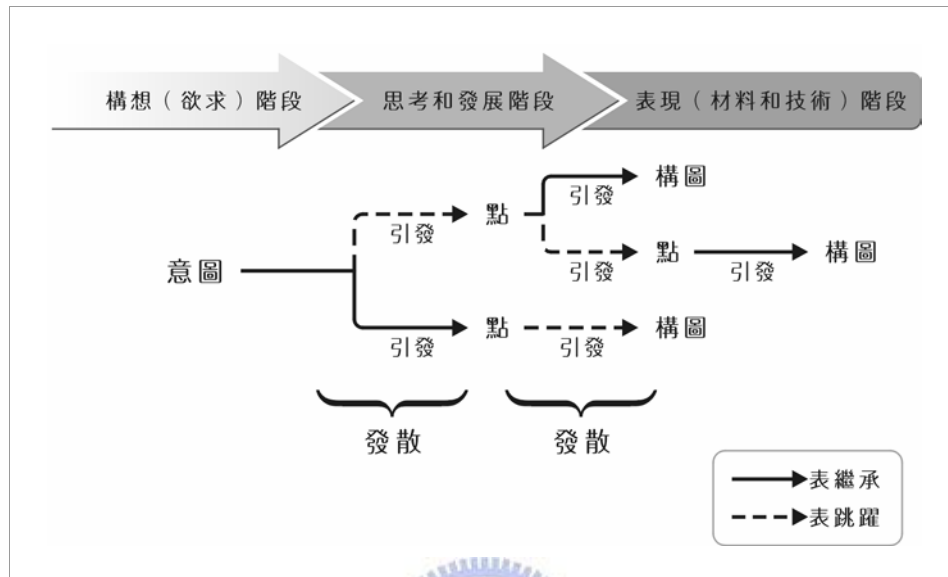 構想（欲求）階段
思考和發展階段
表現（材料和技術）階段
構圖
引發
點
引發
引發
點
引發
構圖
意圖
引發
點
引發
構圖
發散
發散
表繼承
表跳躍